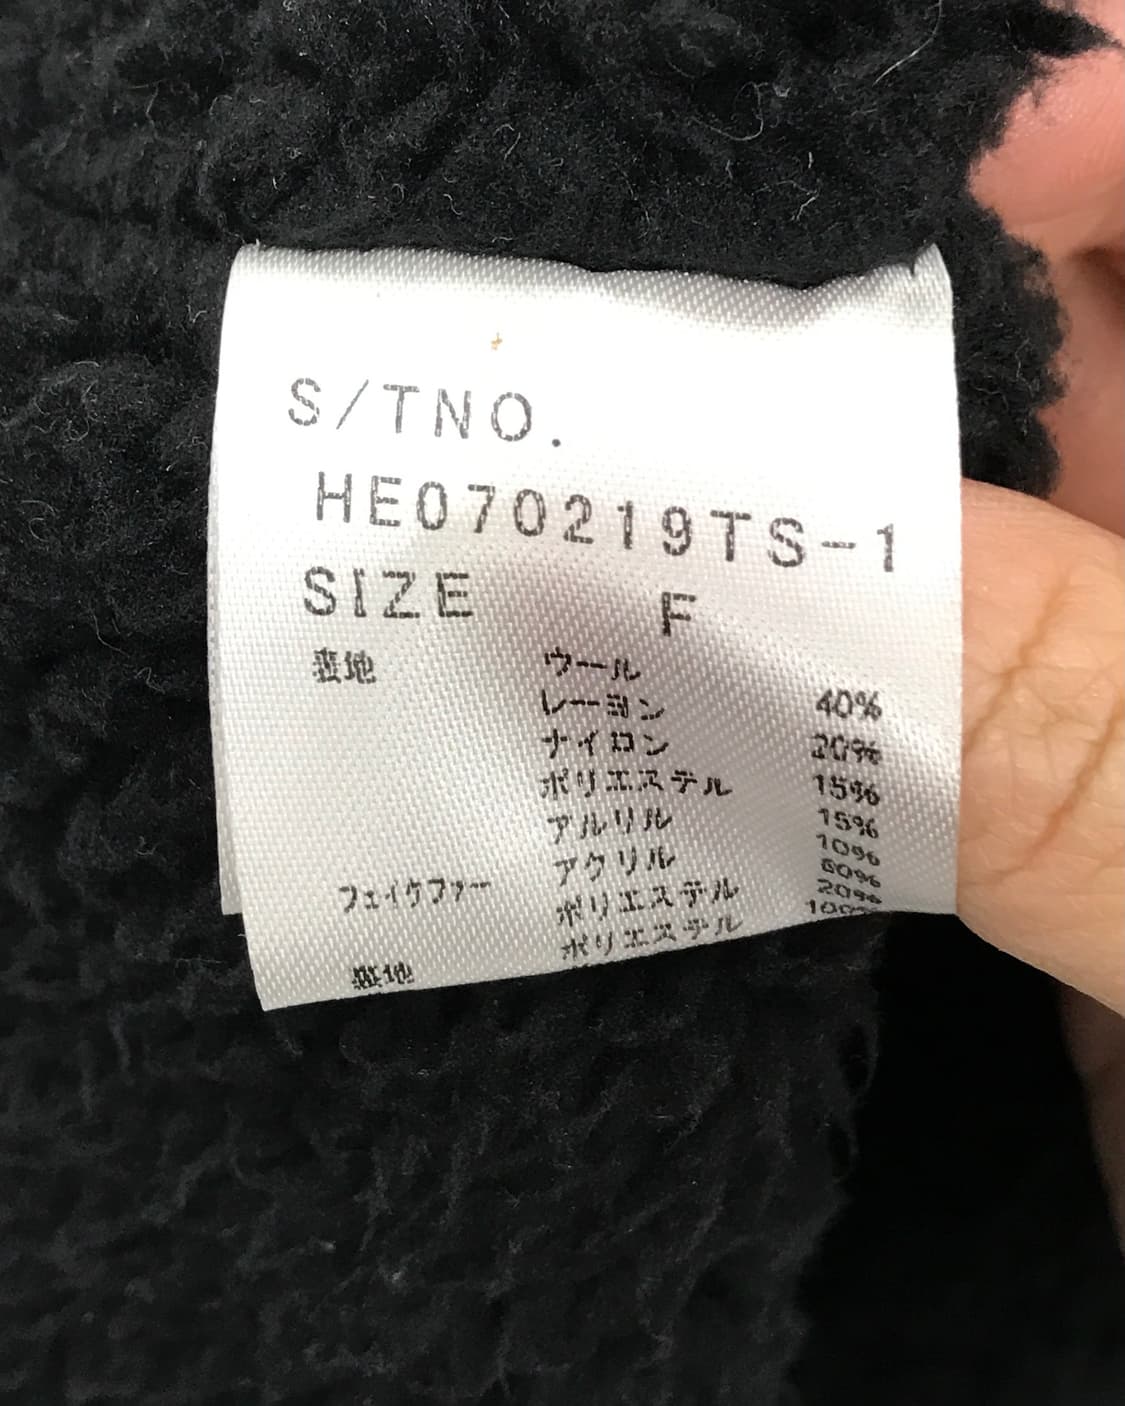 S/TNO.
HE070219TS-1
SIZE F
表地 ウール 40%
レーヨン 20%
ナイロン 15%
ポリエステル 15%
アルリル 10%
アクリル 80%
フェイクファー ポリエステル 20%
裏地 ポリエステル 100%